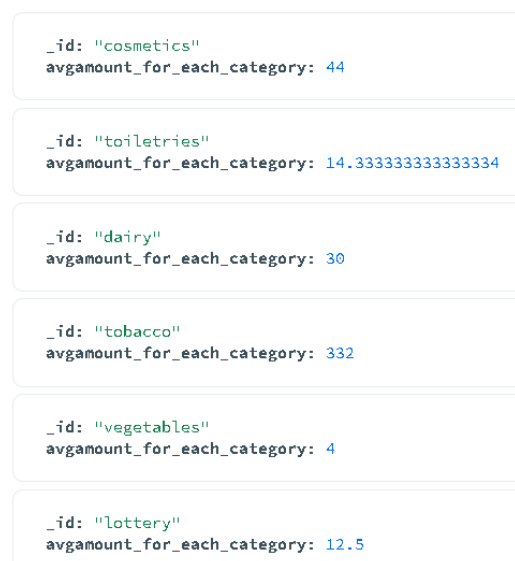 _id: "cosmetics"
avgamount_for_each_category: 44
_id: "toiletries"
avgamount_for_each_category: 14.333333333333334
_id: "dairy"
avgamount_for_each_category: 30
_id: "tobacco"
avgamount_for_each_category: 332
_id: "vegetables"
avgamount_for_each_category: 4
_id: "lottery"
avgamount_for_each_category: 12.5